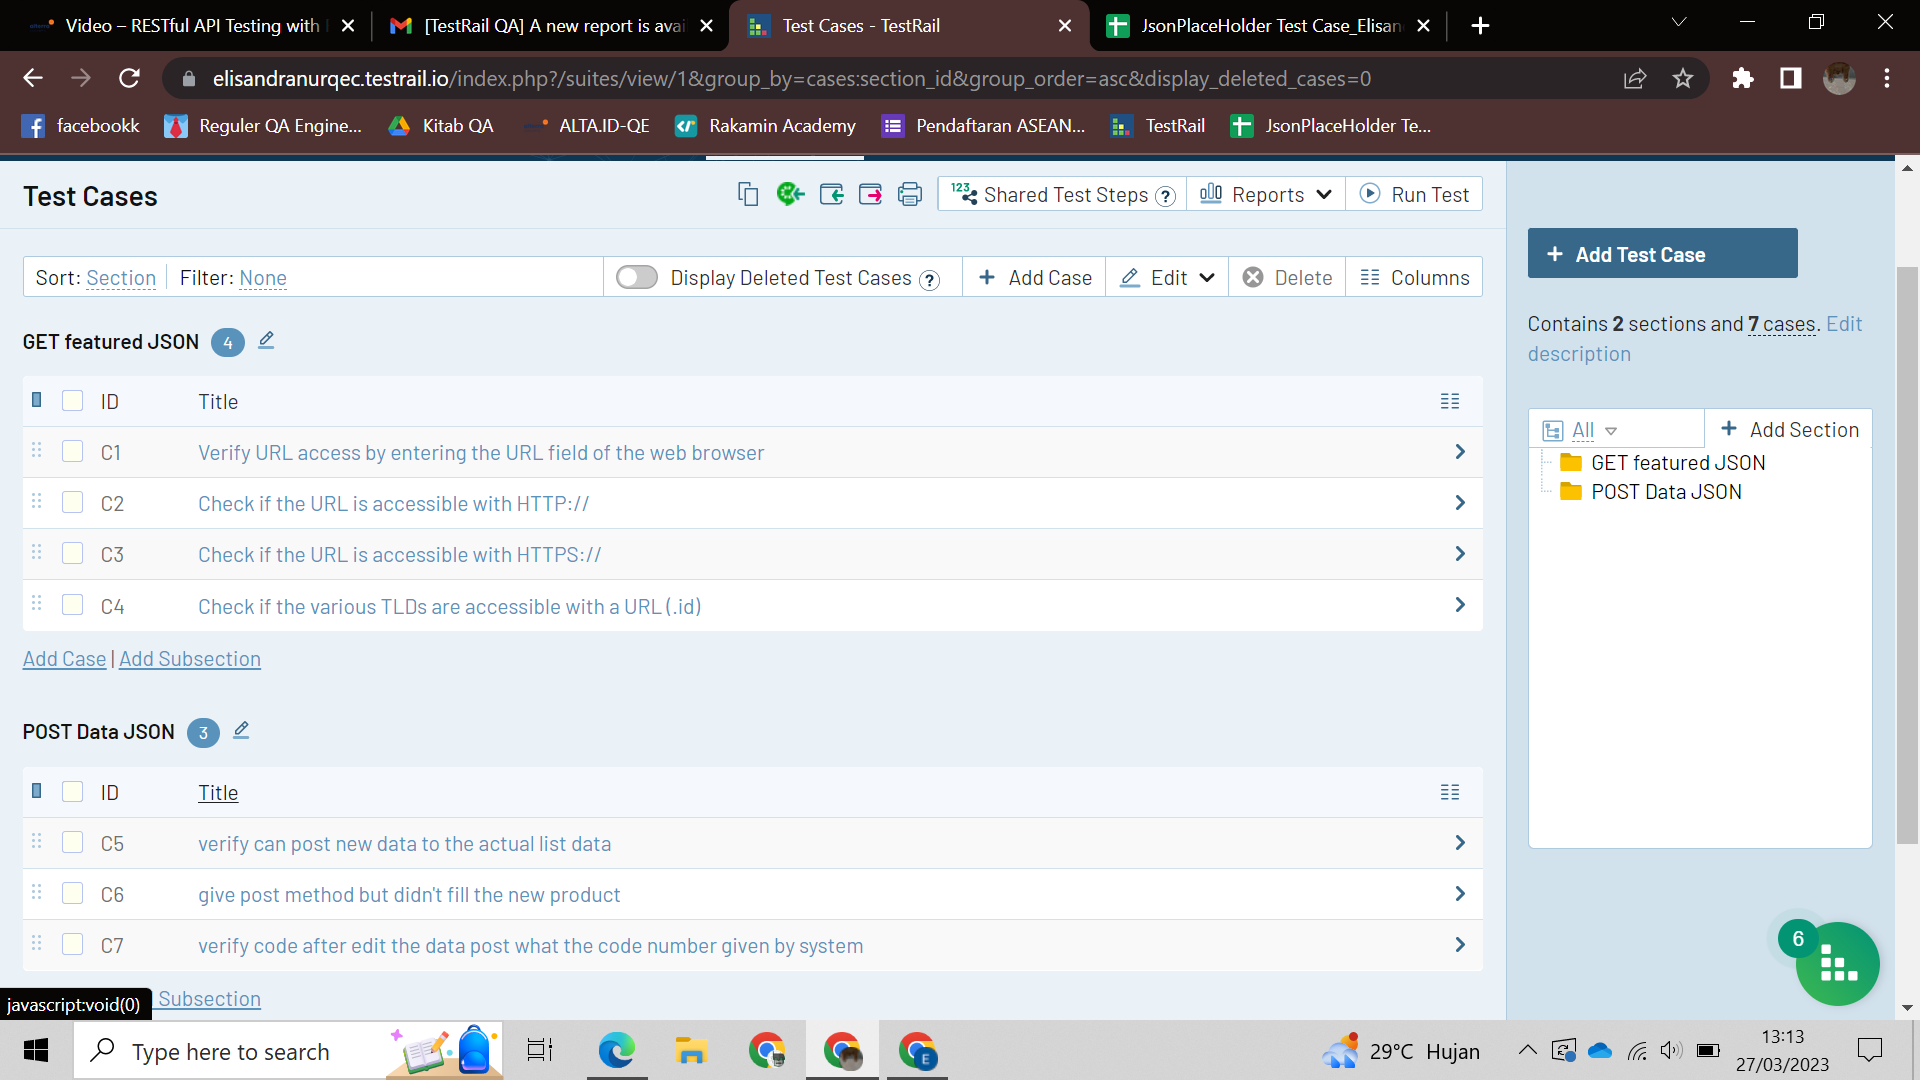 Video – RESTful API Testing with
[TestRail QA] A new report is avai
Test Cases - TestRail
JsonPlaceHolder Test Case_Elisan
elisandranurqec.testrail.io/index.php?/suites/view/1&group_by=cases:section_id&group_order=asc&display_deleted_cases=0
facebookk
Reguler QA Engine...
Kitab QA
ALTA.ID-QE
Rakamin Academy
Pendaftaran ASEAN...
TestRail
JsonPlaceHolder Te...
Test Cases
123 Shared Test Steps ?
Reports
Run Test
Sort: Section
Filter: None
Display Deleted Test Cases ?
+ Add Case
Edit
Delete
Columns
GET featured JSON 4
ID Title
C1 Verify URL access by entering the URL field of the web browser
C2 Check if the URL is accessible with HTTP://
C3 Check if the URL is accessible with HTTPS://
C4 Check if the various TLDs are accessible with a URL (.id)
Add Case | Add Subsection
POST Data JSON 3
ID Title
C5 verify can post new data to the actual list data
C6 give post method but didn't fill the new product
C7 verify code after edit the data post what the code number given by system
Subsection
javascript:void(0)
+ Add Test Case
Contains 2 sections and 7 cases. Edit
description
All
+ Add Section
GET featured JSON
POST Data JSON
6
Type here to search
E
29°C Hujan
13:13
27/03/2023